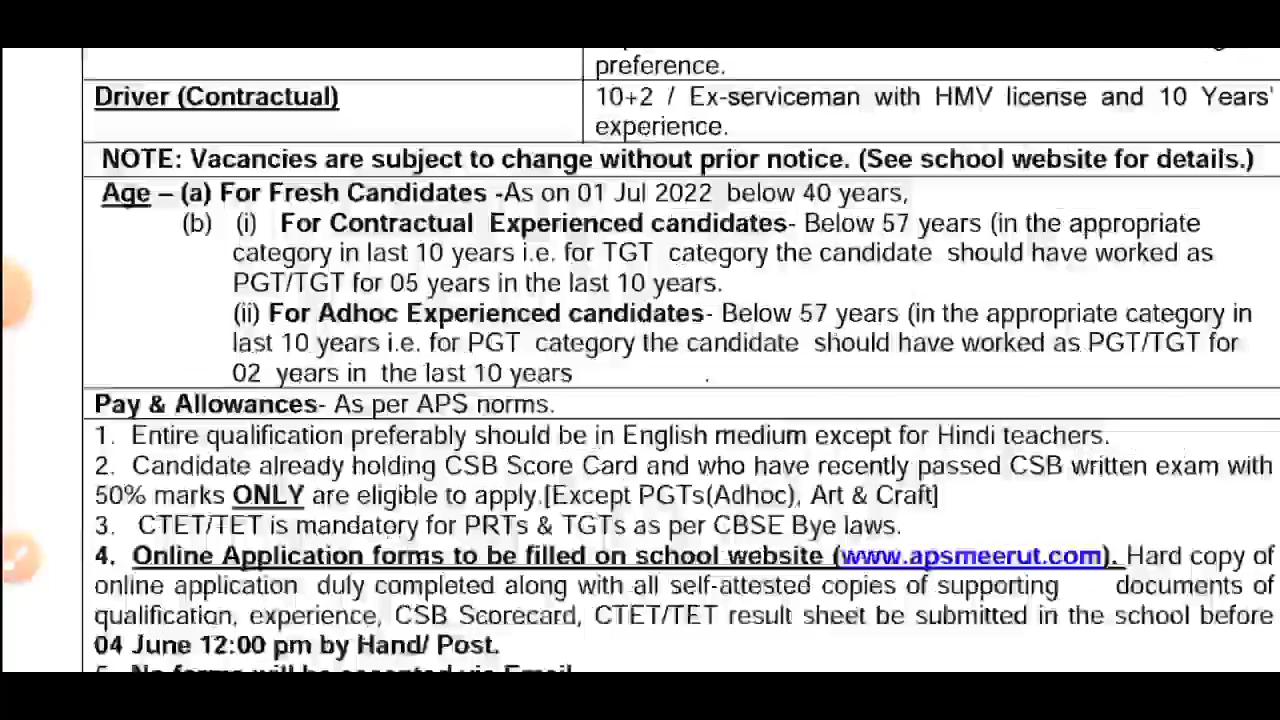 preference.
Driver (Contractual) 10+2 / Ex-serviceman with HMV license and 10 Years'
experience.
NOTE: Vacancies are subject to change without prior notice. (See school website for details.)
Age – (a) For Fresh Candidates -As on 01 Jul 2022 below 40 years,
(b) (i) For Contractual Experienced candidates- Below 57 years (in the appropriate
category in last 10 years i.e. for TGT category the candidate should have worked as
PGT/TGT for 05 years in the last 10 years.
(ii) For Adhoc Experienced candidates- Below 57 years (in the appropriate category in
last 10 years i.e. for PGT category the candidate should have worked as PGT/TGT for
02 years in the last 10 years .
Pay & Allowances- As per APS norms.
1. Entire qualification preferably should be in English medium except for Hindi teachers.
2. Candidate already holding CSB Score Card and who have recently passed CSB written exam with
50% marks ONLY are eligible to apply.[Except PGTs(Adhoc), Art & Craft]
3. CTET/TET is mandatory for PRTs & TGTs as per CBSE Bye laws.
4. Online Application forms to be filled on school website (www.apsmeerut.com). Hard copy of
online application duly completed along with all self-attested copies of supporting documents of
qualification, experience, CSB Scorecard, CTET/TET result sheet be submitted in the school before
04 June 12:00 pm by Hand/ Post.
5. No forms will be accepted via Email